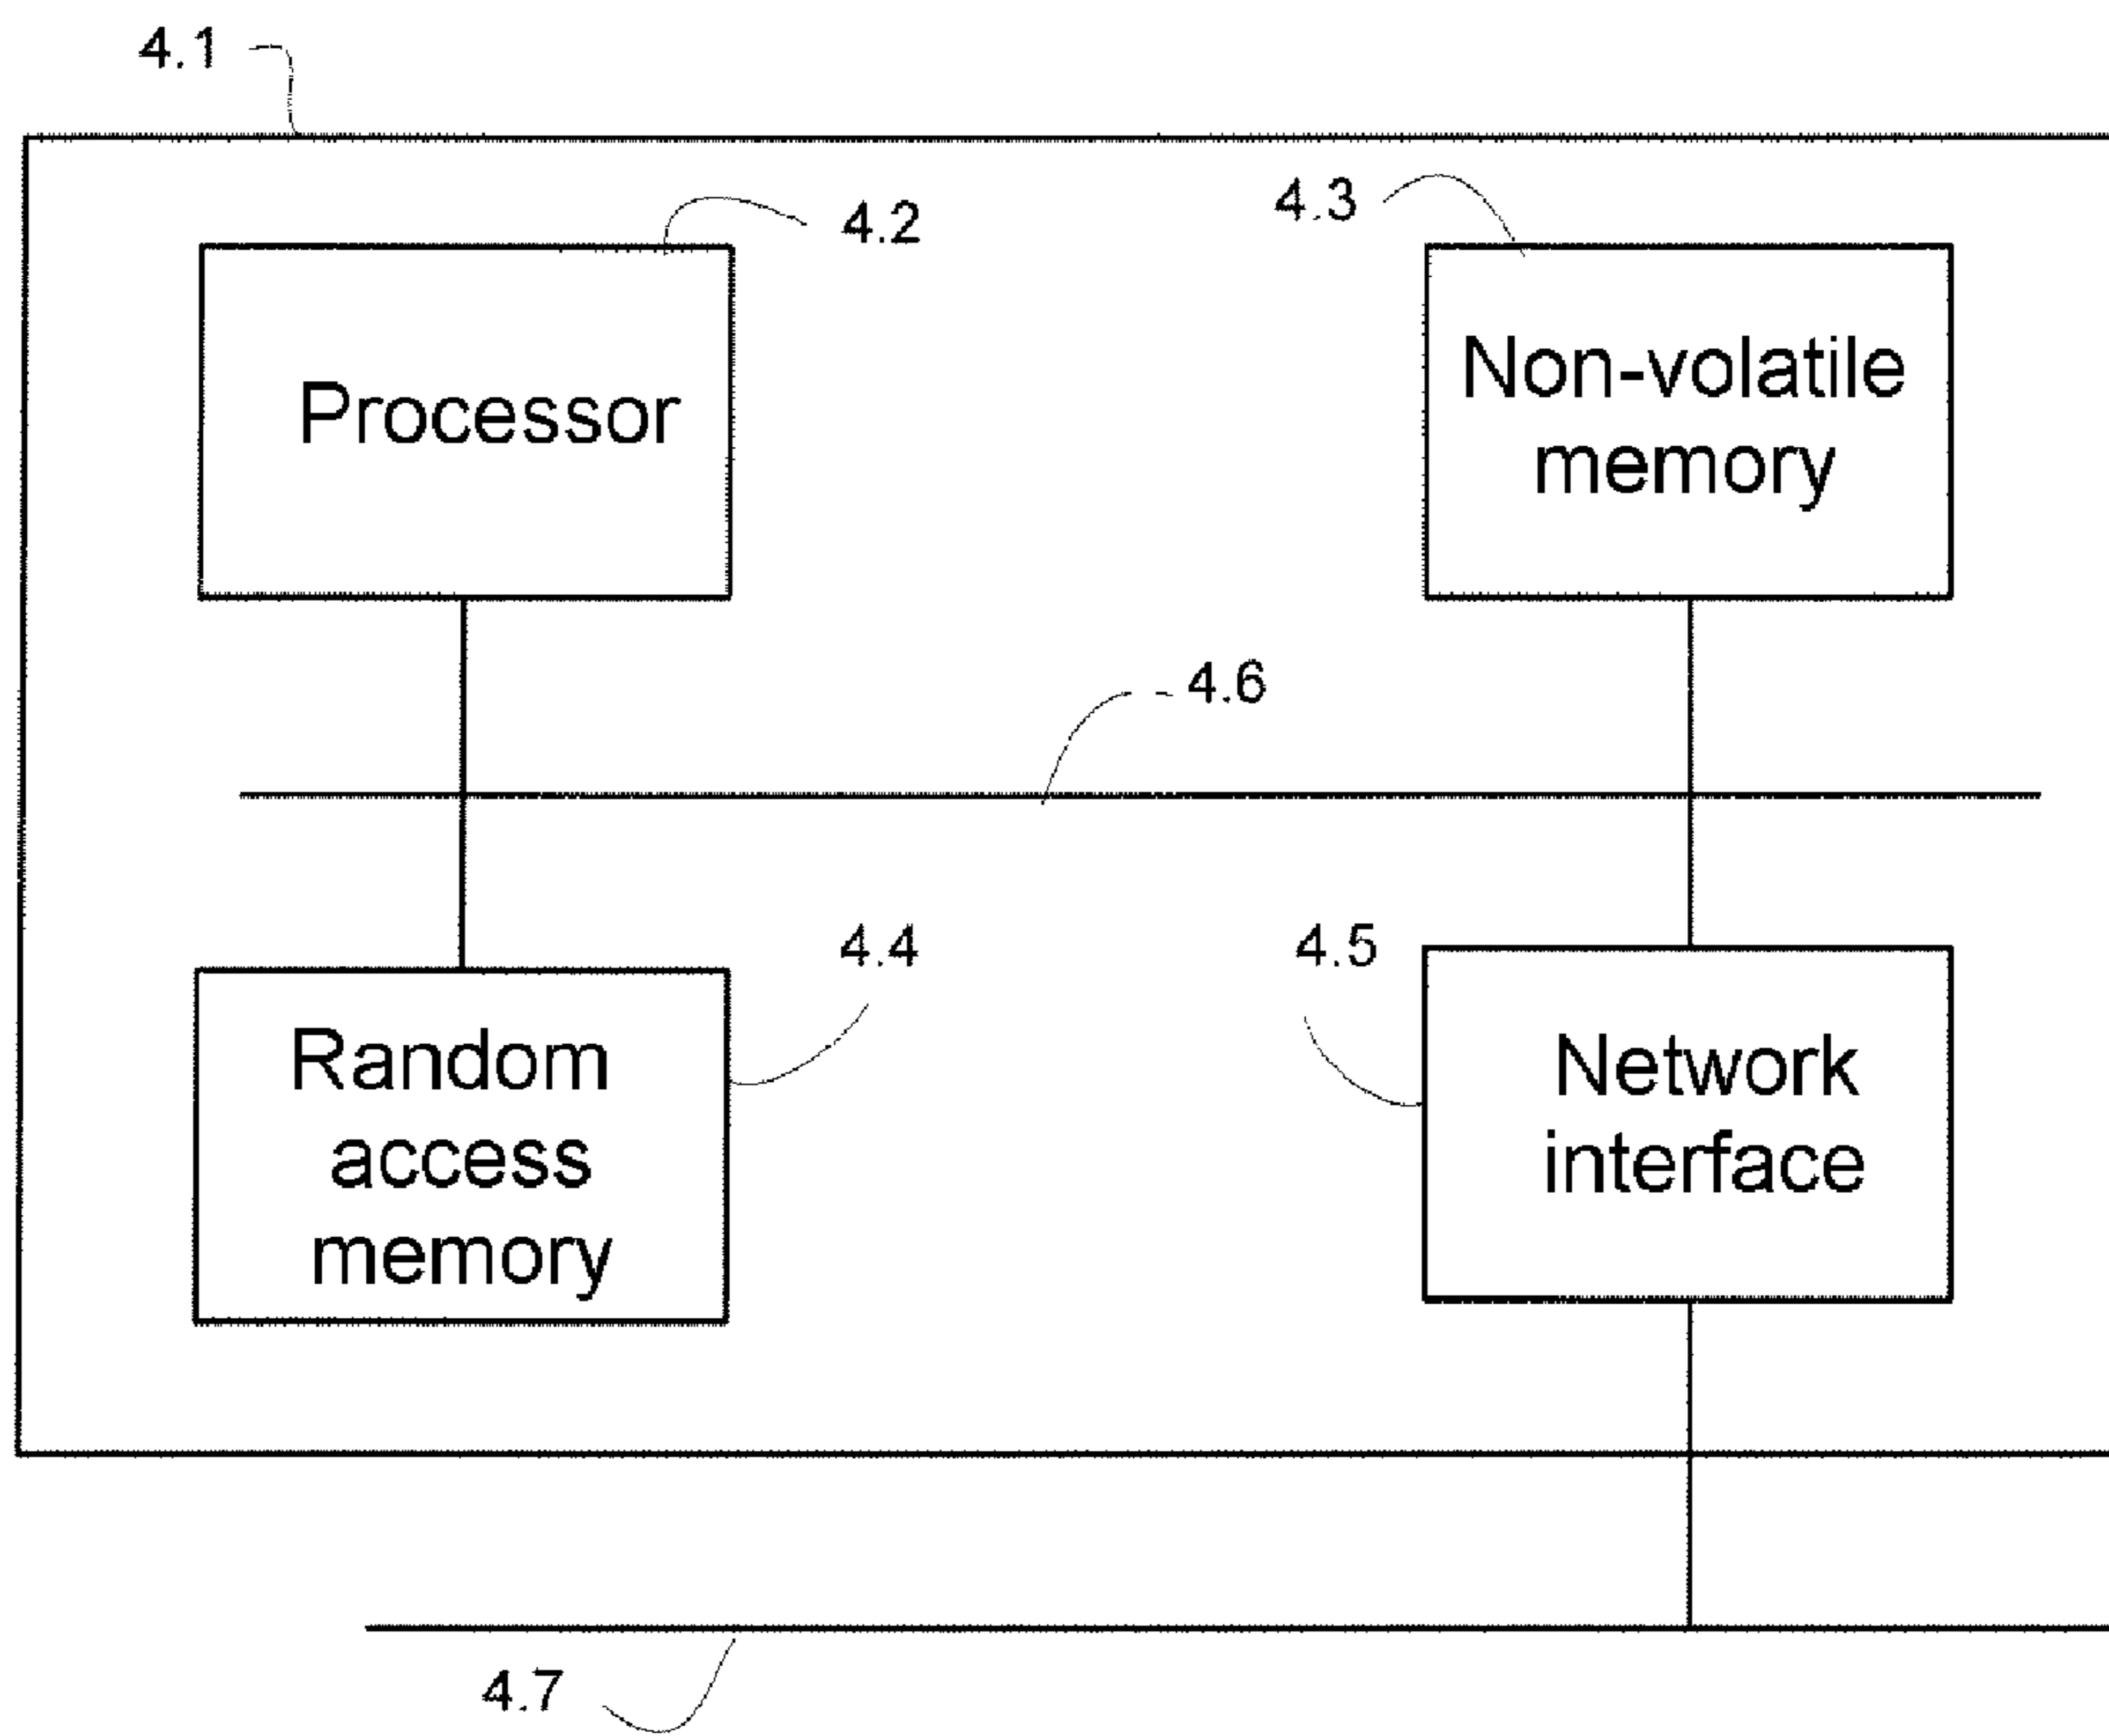 4.1
4.2
4.3
Processor
Non-volatile
memory
4.6
4.4
4.5
Random
access
memory
Network
interface
4.7